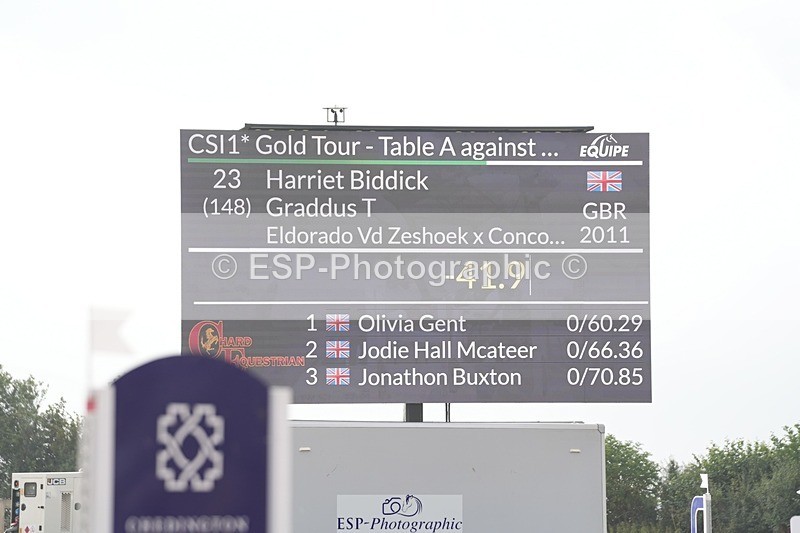 CSI1* Gold Tour - Table A against ...
EQUIPE
23 Harriet Biddick
(148) Graddus T GBR
Eldorado Vd Zeshoek x Conco... 2011
© ESP-Photographic ©
-41.9
CHARD EQUESTRIAN
1 Olivia Gent 0/60.29
2 Jodie Hall Mcateer 0/66.36
3 Jonathon Buxton 0/70.85
JCB
ESP-Photographic